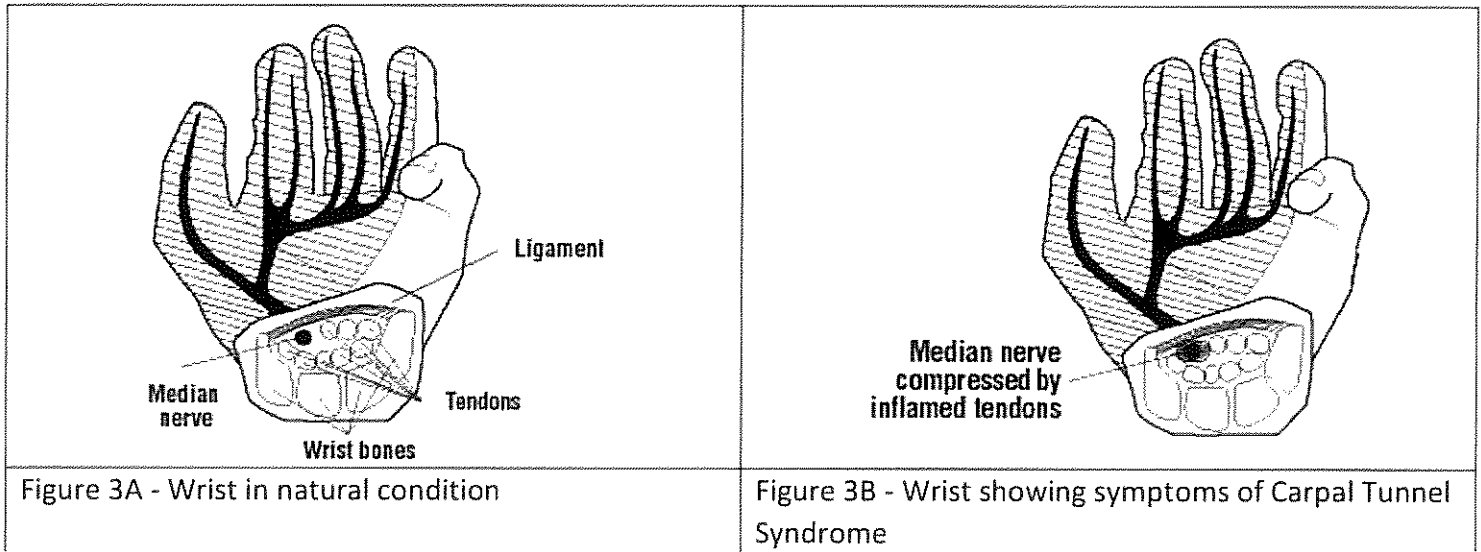 Ligament
Median
nerve
Tendons
Wrist bones
Median nerve
compressed by
inflamed tendons
Figure 3A - Wrist in natural condition
Figure 3B - Wrist showing symptoms of Carpal Tunnel
Syndrome